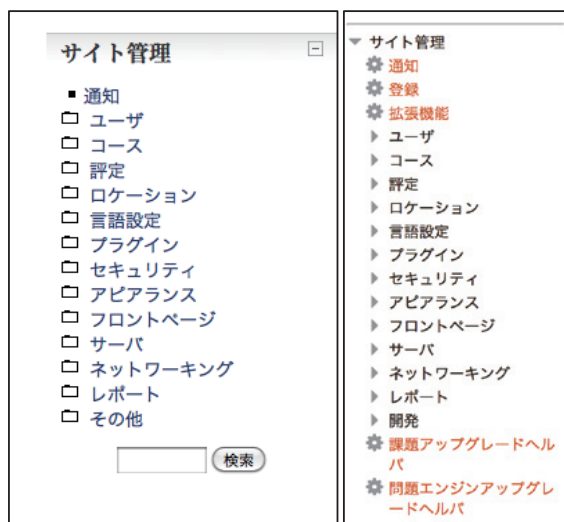 サイト管理
通知
ユーザ
コース
評定
ロケーション
言語設定
プラグイン
セキュリティ
アピアランス
フロントページ
サーバ
ネットワーキング
レポート
その他
検索
サイト管理
通知
登録
拡張機能
ユーザ
コース
評定
ロケーション
言語設定
プラグイン
セキュリティ
アピアランス
フロントページ
サーバ
ネットワーキング
レポート
開発
課題アップグレードヘル
パ
問題エンジンアップグレ
ードヘルパ